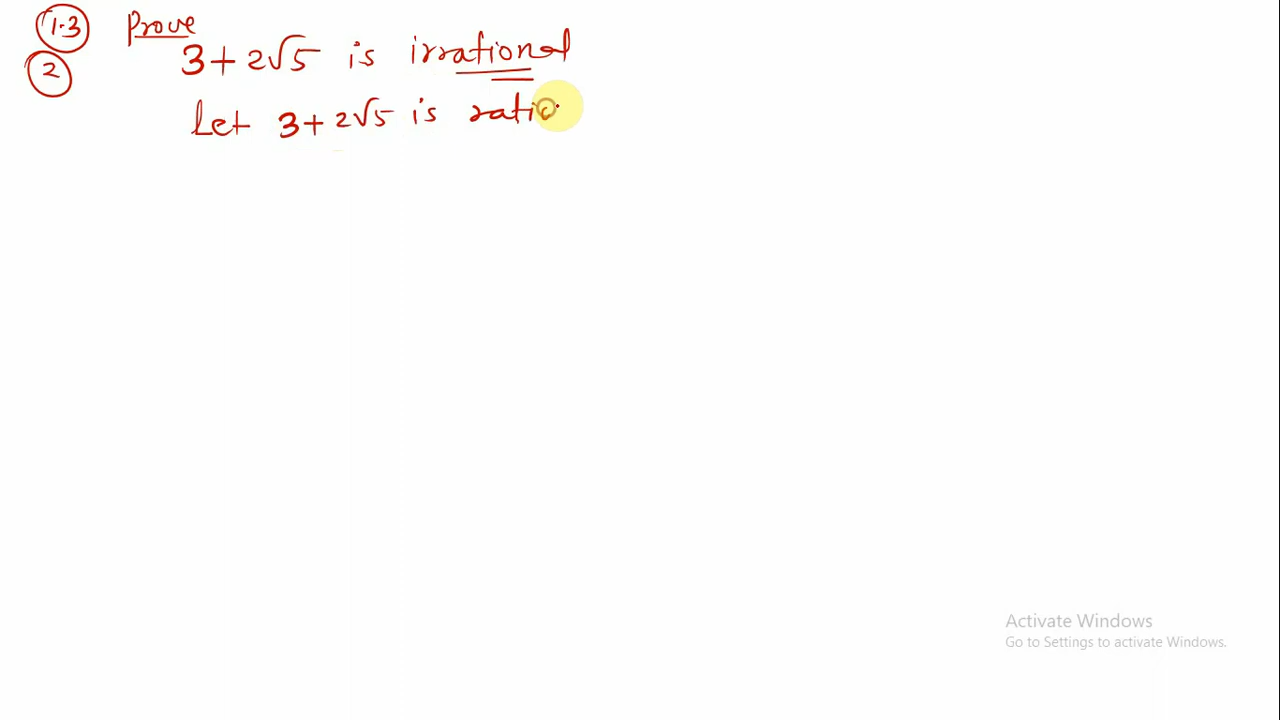 1.3 Prove
2 3+2√5 is irrational
Let 3+2√5 is ratio
Activate Windows
Go to Settings to activate Windows.